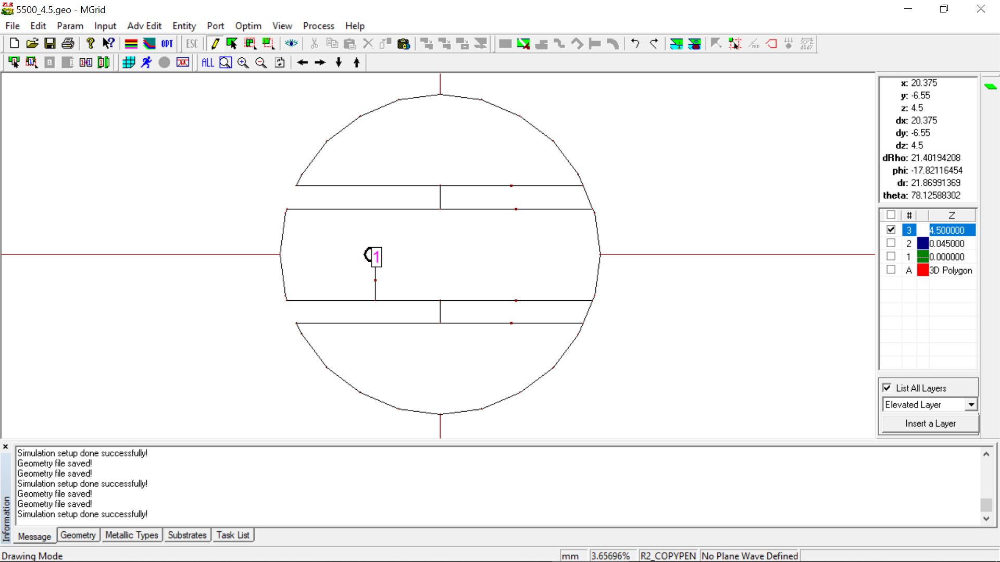 5500_4.5.geo - MGrid
File Edit Param Input Adv Edit Entity Port Optim View Process Help
OPT ESC MID
ALL
x: 20.375
y: -6.55
z: 4.5
dx: 20.375
dy: -6.55
dz: 4.5
dRho: 21.40194208
phi: -17.82116454
dr: 21.86991369
theta: 78.12588302
# Z
3 4.500000
2 0.045000
1 0.000000
A 3D Polygon
1
List All Layers
Elevated Layer
Insert a Layer
Information
Simulation setup done successfully!
Geometry file saved!
Geometry file saved!
Simulation setup done successfully!
Geometry file saved!
Geometry file saved!
Simulation setup done successfully!
Message Geometry Metallic Types Substrates Task List
Drawing Mode mm 3.65696% R2_COPYPEN No Plane Wave Defined